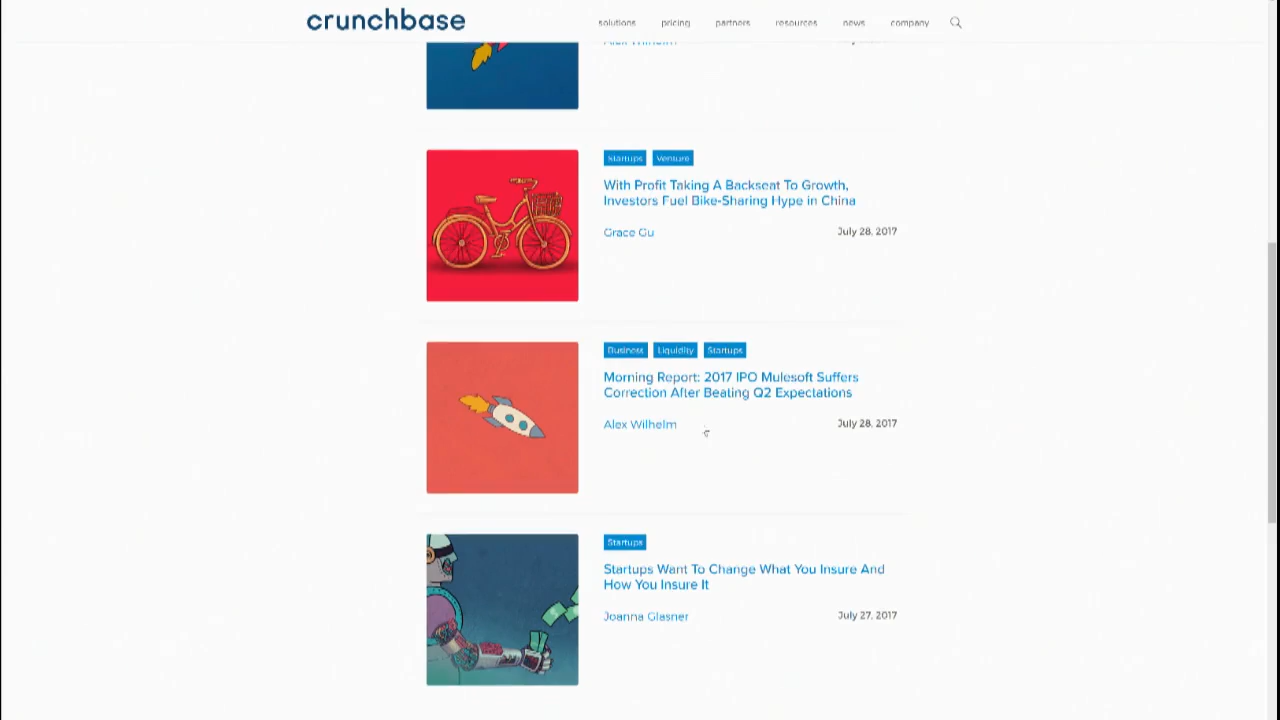 crunchbase
solutions pricing partners resources news company
Alex Wilhelm
Startups Venture
With Profit Taking A Backseat To Growth,
Investors Fuel Bike-Sharing Hype in China
Grace Gu July 28, 2017
Business Liquidity Startups
Morning Report: 2017 IPO Mulesoft Suffers
Correction After Beating Q2 Expectations
Alex Wilhelm July 28, 2017
Startups
Startups Want To Change What You Insure And
How You Insure It
Joanna Glasner July 27, 2017